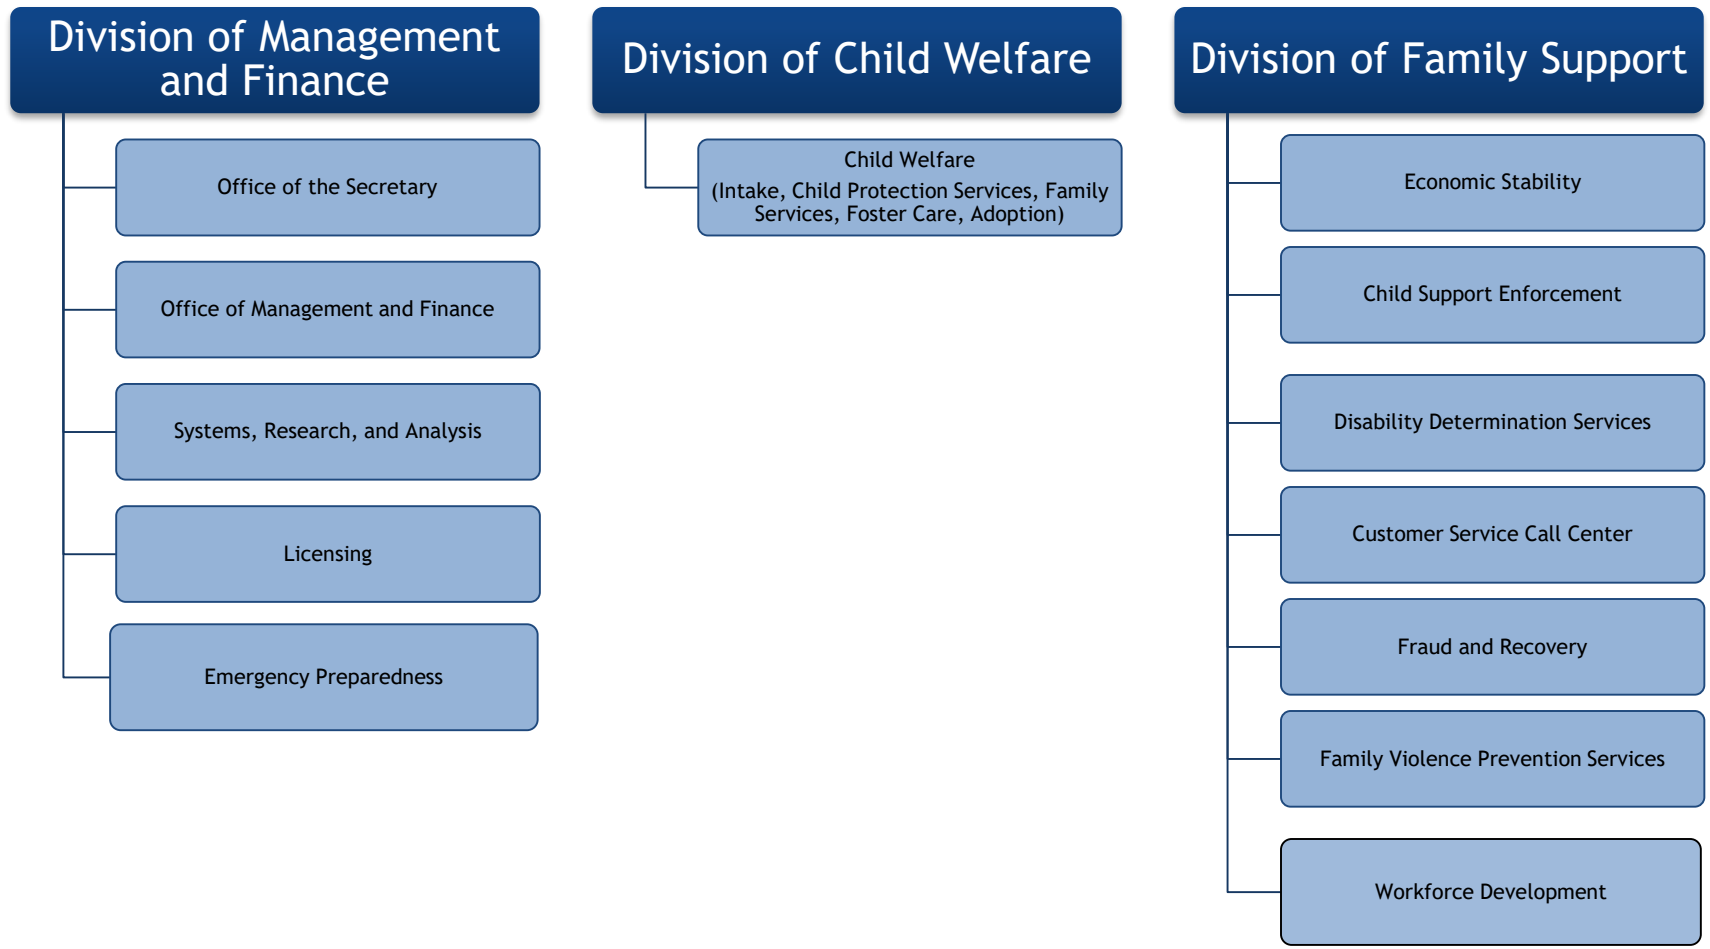 Division of Management
and Finance
Office of the Secretary
Office of Management and Finance
Systems, Research, and Analysis
Licensing
Emergency Preparedness
Division of Child Welfare
Child Welfare
(Intake, Child Protection Services, Family
Services, Foster Care, Adoption)
Division of Family Support
Economic Stability
Child Support Enforcement
Disability Determination Services
Customer Service Call Center
Fraud and Recovery
Family Violence Prevention Services
Workforce Development